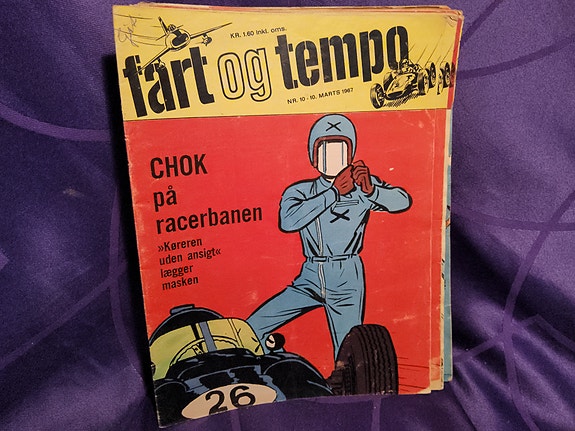 KR. 1.60 inkl. oms.
fart og tempo
NR. 10 - 10. MARTS 1967
CHOK
på
racerbanen
»Køreren
uden ansigt«
lægger
masken
X
X
26